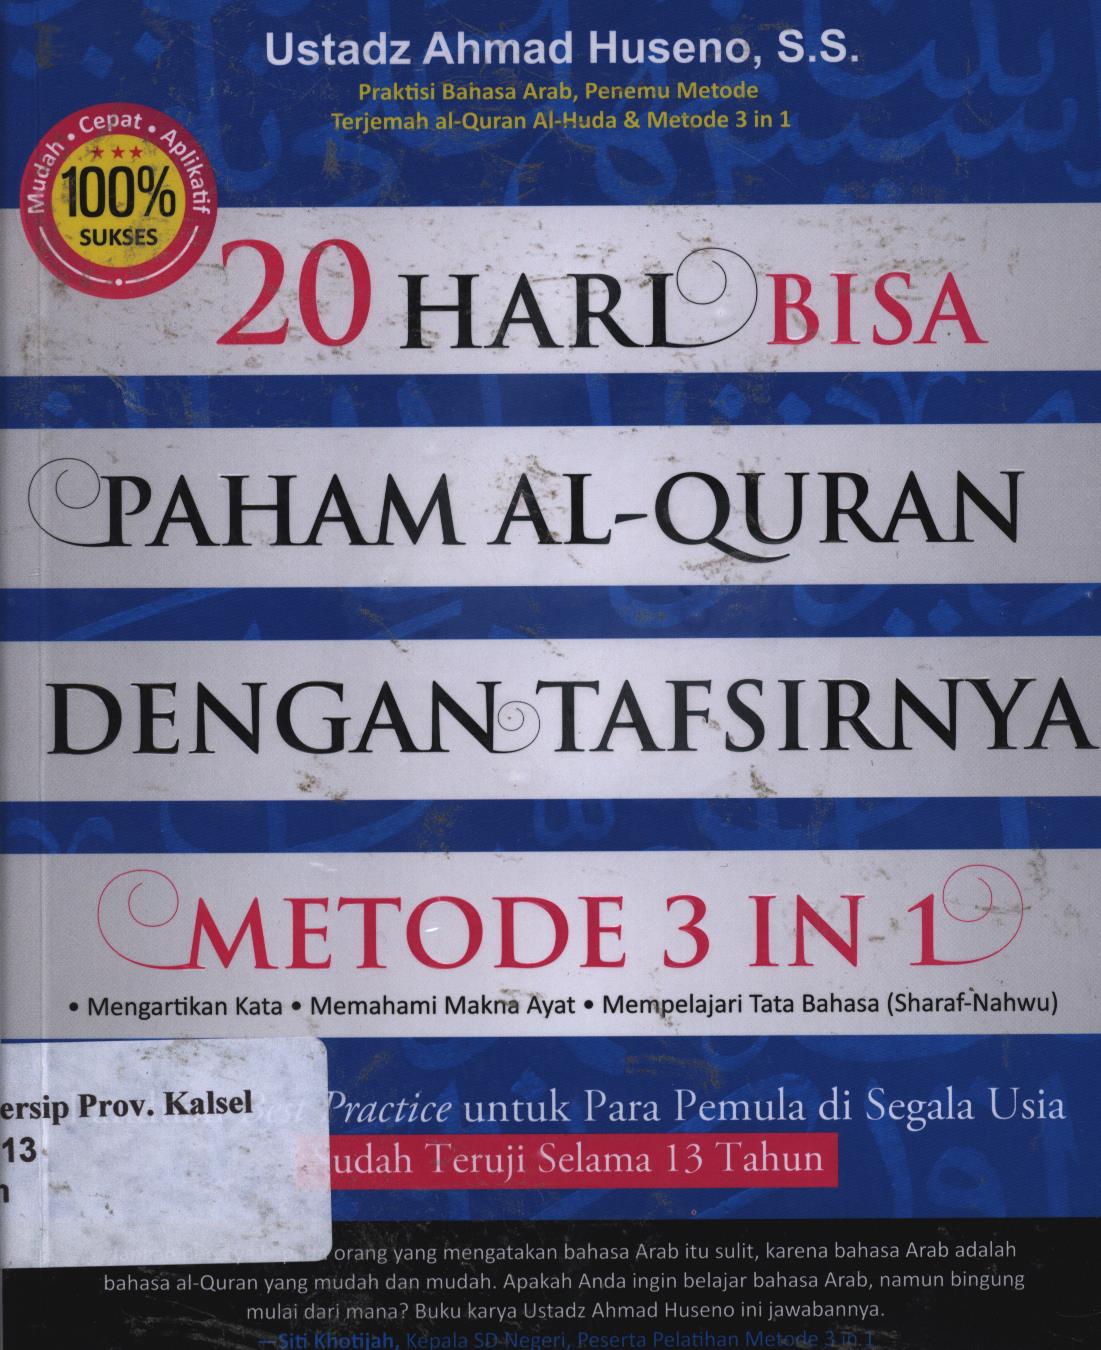 Ustadz Ahmad Huseno, S.S.
Praktisi Bahasa Arab, Penemu Metode
Terjemah al-Quran Al-Huda & Metode 3 in 1
Mudah • Cepat • Aplikatif
100%
SUKSES
20 HARI BISA
PAHAM AL-QURAN
DENGAN TAFSIRNYA
METODE 3 IN 1
• Mengartikan Kata • Memahami Makna Ayat • Mempelajari Tata Bahasa (Sharaf-Nahwu)
ersip Prov. Kalsel
13
Best Practice untuk Para Pemula di Segala Usia
Sudah Teruji Selama 13 Tahun
orang yang mengatakan bahasa Arab itu sulit, karena bahasa Arab adalah
bahasa al-Quran yang mudah dan mudah. Apakah Anda ingin belajar bahasa Arab, namun bingung
mulai dari mana? Buku karya Ustadz Ahmad Huseno ini jawabannya.
—Siti Khotijah, Kepala SD Negeri, Peserta Pelatihan Metode 3 in 1